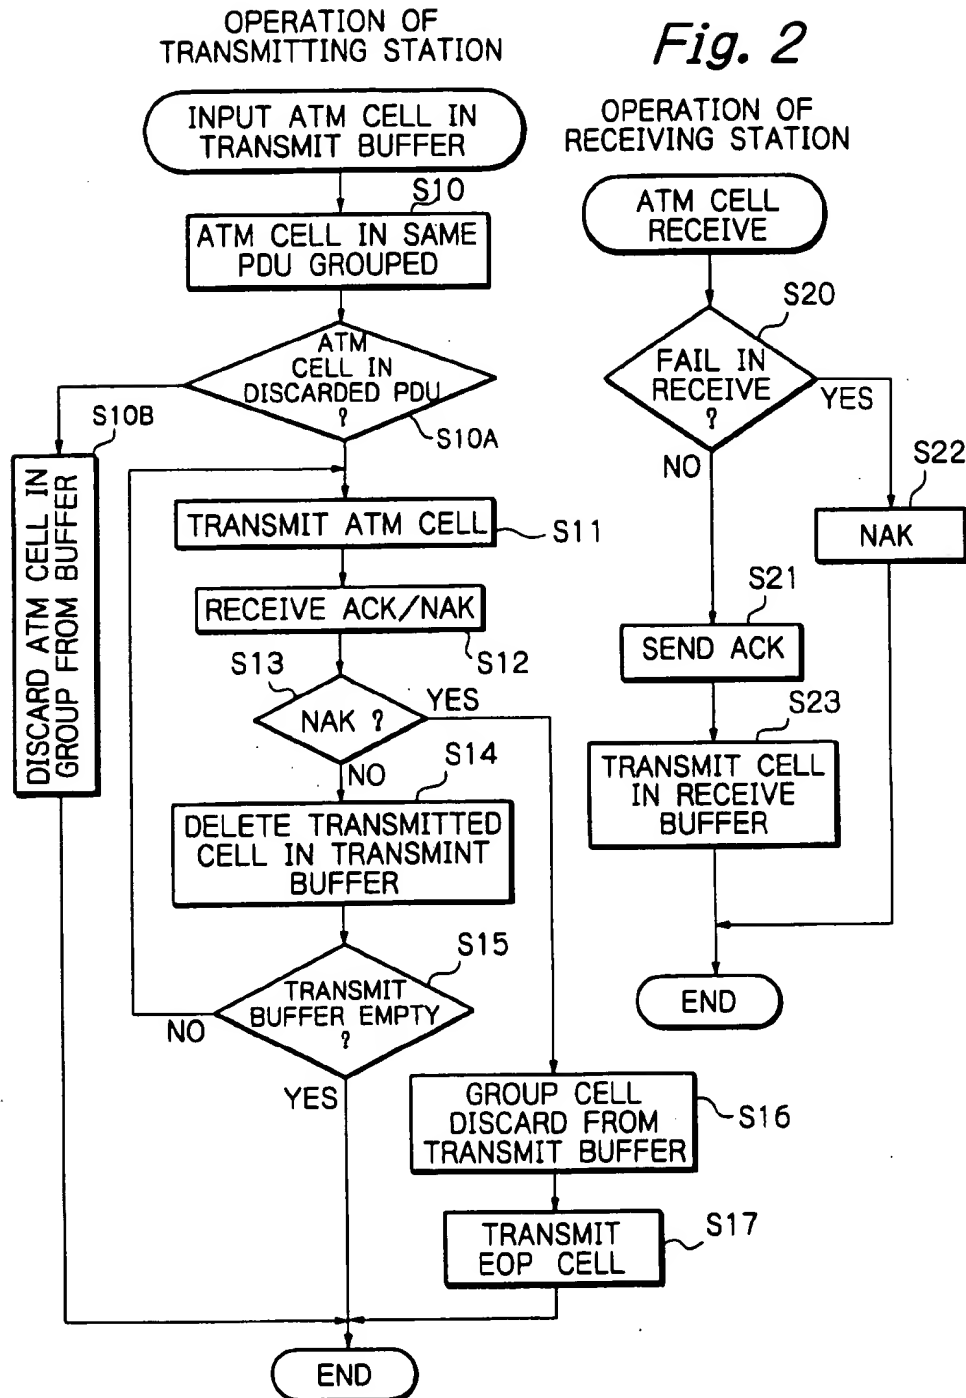 OPERATION OF
TRANSMITTING STATION
Fig. 2
INPUT ATM CELL IN
TRANSMIT BUFFER
S10
ATM CELL IN SAME
PDU GROUPED
ATM
CELL IN
DISCARDED PDU
?
S10A
S10B
DISCARD ATM CELL IN
GROUP FROM BUFFER
TRANSMIT ATM CELL
S11
RECEIVE ACK/NAK
S12
S13
NAK ?
YES
NO
S14
DELETE TRANSMITTED
CELL IN TRANSMINT
BUFFER
S15
TRANSMIT
BUFFER EMPTY
?
NO
YES
GROUP CELL
DISCARD FROM
TRANSMIT BUFFER
S16
TRANSMIT
EOP CELL
S17
END
OPERATION OF
RECEIVING STATION
ATM CELL
RECEIVE
S20
FAIL IN
RECEIVE
?
YES
NO
S22
NAK
S21
SEND ACK
S23
TRANSMIT CELL
IN RECEIVE
BUFFER
END